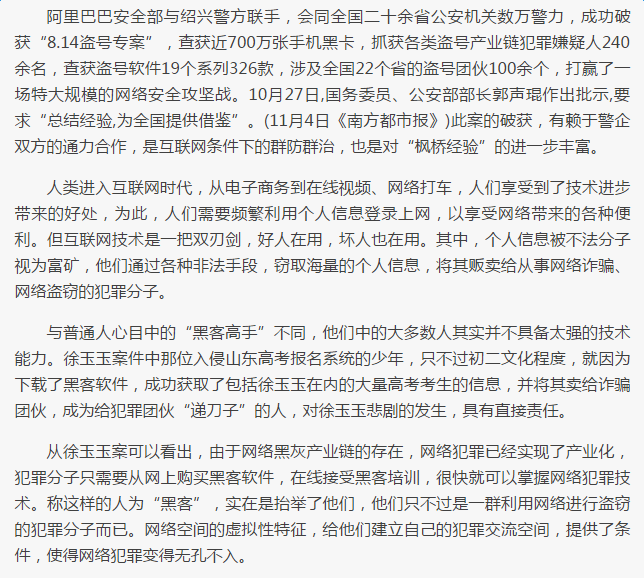 阿里巴巴安全部与绍兴警方联手，会同全国二十余省公安机关数万警力，成功破
获“8.14盗号专案”，查获近700万张手机黑卡，抓获各类盗号产业链犯罪嫌疑人240
余名，查获盗号软件19个系列326款，涉及全国22个省的盗号团伙100余个，打赢了一
场特大规模的网络安全攻坚战。10月27日,国务委员、公安部部长郭声琨作出批示,要
求“总结经验,为全国提供借鉴”。(11月4日《南方都市报》)此案的破获，有赖于警企
双方的通力合作，是互联网条件下的群防群治，也是对“枫桥经验”的进一步丰富。
人类进入互联网时代，从电子商务到在线视频、网络打车，人们享受到了技术进步
带来的好处，为此，人们需要频繁利用个人信息登录上网，以享受网络带来的各种便
利。但互联网技术是一把双刃剑，好人在用，坏人也在用。其中，个人信息被不法分子
视为富矿，他们通过各种非法手段，窃取海量的个人信息，将其贩卖给从事网络诈骗、
网络盗窃的犯罪分子。
与普通人心目中的“黑客高手”不同，他们中的大多数人其实并不具备太强的技术
能力。徐玉玉案件中那位入侵山东高考报名系统的少年，只不过初二文化程度，就因为
下载了黑客软件，成功获取了包括徐玉玉在内的大量高考考生的信息，并将其卖给诈骗
团伙，成为给犯罪团伙“递刀子”的人，对徐玉玉悲剧的发生，具有直接责任。
从徐玉玉案可以看出，由于网络黑灰产业链的存在，网络犯罪已经实现了产业化，
犯罪分子只需要从网上购买黑客软件，在线接受黑客培训，很快就可以掌握网络犯罪技
术。称这样的人为“黑客”，实在是抬举了他们，他们只不过是一群利用网络进行盗窃
的犯罪分子而已。网络空间的虚拟性特征，给他们建立自己的犯罪交流空间，提供了条
件，使得网络犯罪变得无孔不入。